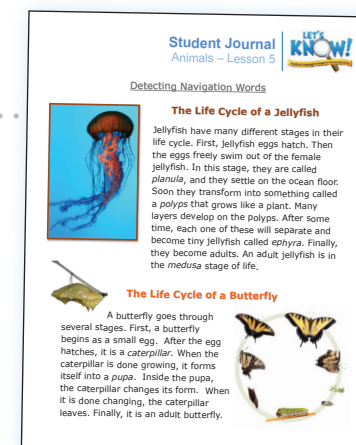 Student Journal
Animals – Lesson 5
LET'S
KNOW!
Detecting Navigation Words
The Life Cycle of a Jellyfish
Jellyfish have many different stages in their
life cycle. First, jellyfish eggs hatch. Then
the eggs freely swim out of the female
jellyfish. In this stage, they are called
planula, and they settle on the ocean floor.
Soon they transform into something called
a polyps that grows like a plant. Many
layers develop on the polyps. After some
time, each one of these will separate and
become tiny jellyfish called ephyra. Finally,
they become adults. An adult jellyfish is in
the medusa stage of life.
The Life Cycle of a Butterfly
A butterfly goes through
several stages. First, a butterfly
begins as a small egg. After the egg
hatches, it is a caterpillar. When the
caterpillar is done growing, it forms
itself into a pupa. Inside the pupa,
the caterpillar changes its form. When
it is done changing, the caterpillar
leaves. Finally, it is an adult butterfly.